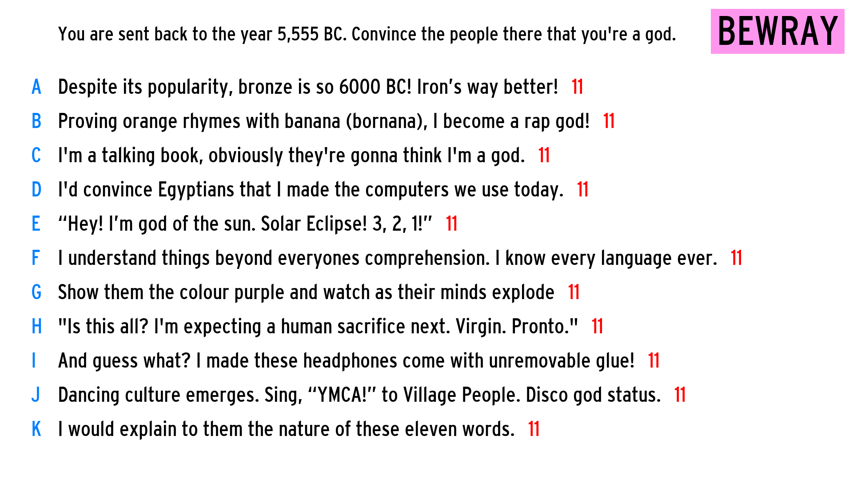 You are sent back to the year 5,555 BC. Convince the people there that you're a god.
BEWRAY
A Despite its popularity, bronze is so 6000 BC! Iron’s way better! 11
B Proving orange rhymes with banana (bornana), I become a rap god! 11
C I'm a talking book, obviously they're gonna think I'm a god. 11
D I'd convince Egyptians that I made the computers we use today. 11
E “Hey! I’m god of the sun. Solar Eclipse! 3, 2, 1!” 11
F I understand things beyond everyones comprehension. I know every language ever. 11
G Show them the colour purple and watch as their minds explode 11
H "Is this all? I'm expecting a human sacrifice next. Virgin. Pronto." 11
I And guess what? I made these headphones come with unremovable glue! 11
J Dancing culture emerges. Sing, “YMCA!” to Village People. Disco god status. 11
K I would explain to them the nature of these eleven words. 11